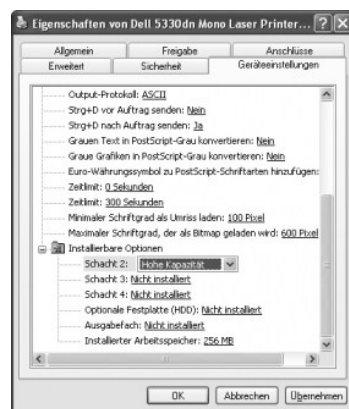 Eigenschaften von Dell 5330dn Mono Laser Printer...
Allgemein Freigabe Anschlüsse
Erweitert Sicherheit Geräteeinstellungen
Output-Protokoll: ASCII
Strg+D vor Auftrag senden: Nein
Strg+D nach Auftrag senden: Ja
Grauen Text in PostScript-Grau konvertieren: Nein
Graue Grafiken in PostScript-Grau konvertieren: Nein
Euro-Währungssymbol zu PostScript-Schriftarten hinzufügen:
Zeitlimit: 0 Sekunden
Zeitlimit: 300 Sekunden
Minimaler Schriftgrad als Umriss laden: 100 Pixel
Maximaler Schriftgrad, der als Bitmap geladen wird: 600 Pixel
Installierbare Optionen
Schacht 2: Hohe Kapazität
Schacht 3: Nicht installiert
Schacht 4: Nicht installiert
Optionale Festplatte (HDD): Nicht installiert
Ausgabefach: Nicht installiert
Installierter Arbeitsspeicher: 256 MB
OK Abbrechen Übernehmen